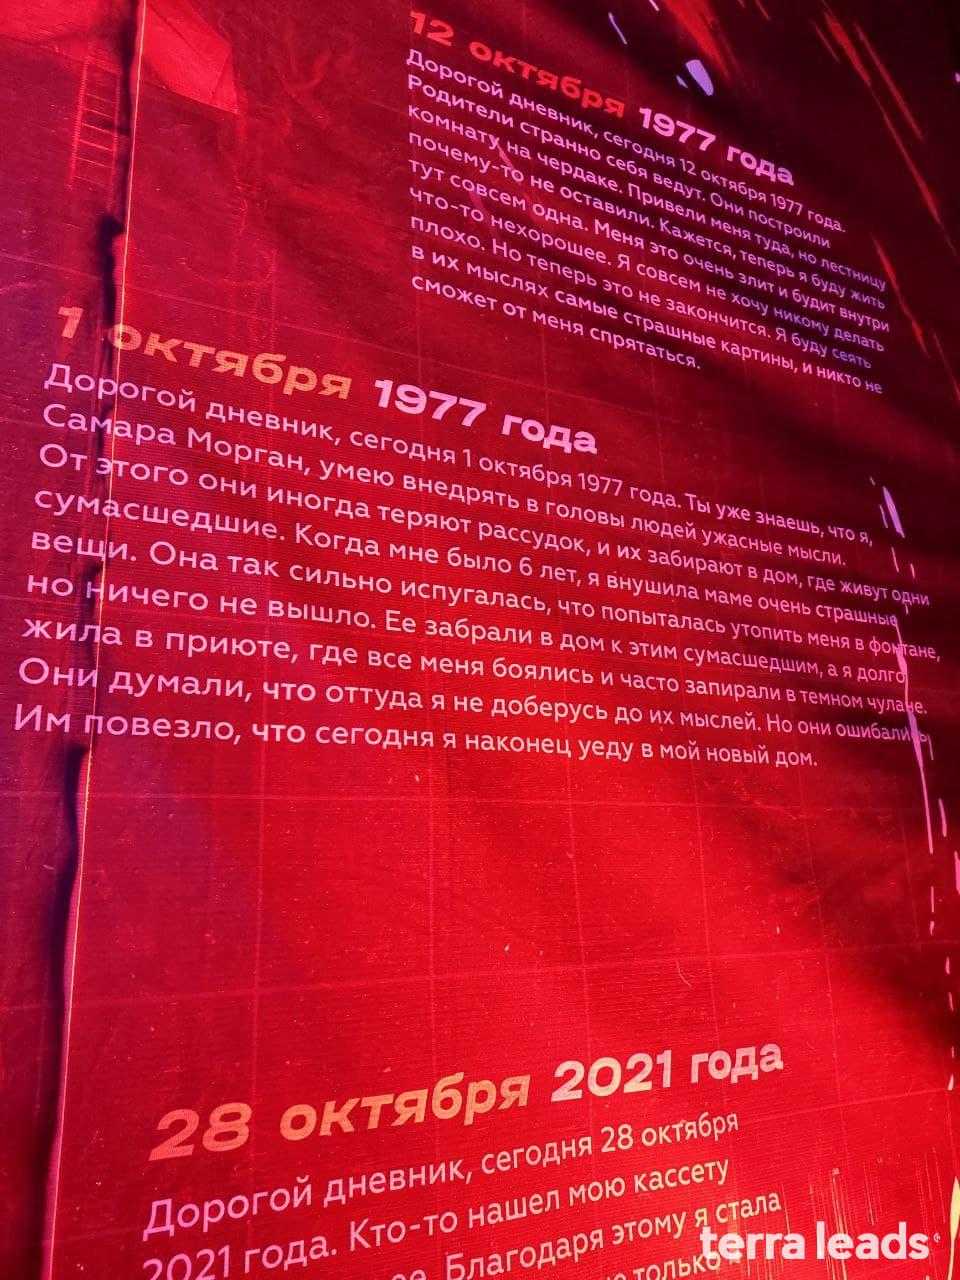 12 октября 1977 года
Дорогой дневник, сегодня 12 октября 1977 года.
Родители странно себя ведут. Они построили
комнату на чердаке. Привели меня туда, но лестницу
почему-то не оставили. Кажется, теперь я буду жить
тут совсем одна. Меня это очень злит и будит внутри
что-то нехорошее. Я совсем не хочу никому делать
плохо. Но теперь это не закончится. Я буду сеять
в их мыслях самые страшные картины, и никто не
сможет от меня спрятаться.
1 октября 1977 года
Дорогой дневник, сегодня 1 октября 1977 года. Ты уже знаешь, что я,
Самара Морган, умею внедрять в головы людей ужасные мысли.
От этого они иногда теряют рассудок, и их забирают в дом, где живут одни
сумасшедшие. Когда мне было 6 лет, я внушила маме очень страшные
вещи. Она так сильно испугалась, что попыталась утопить меня в фонтане,
но ничего не вышло. Ее забрали в дом к этим сумасшедшим, а я долго
жила в приюте, где все меня боялись и часто запирали в темном чулане.
Они думали, что оттуда я не доберусь до их мыслей. Но они ошибались
Им повезло, что сегодня я наконец уеду в мой новый дом.
28 октября 2021 года
Дорогой дневник, сегодня 28 октября
2021 года. Кто-то нашел мою кассету
Благодаря этому я стала
только
terra leads